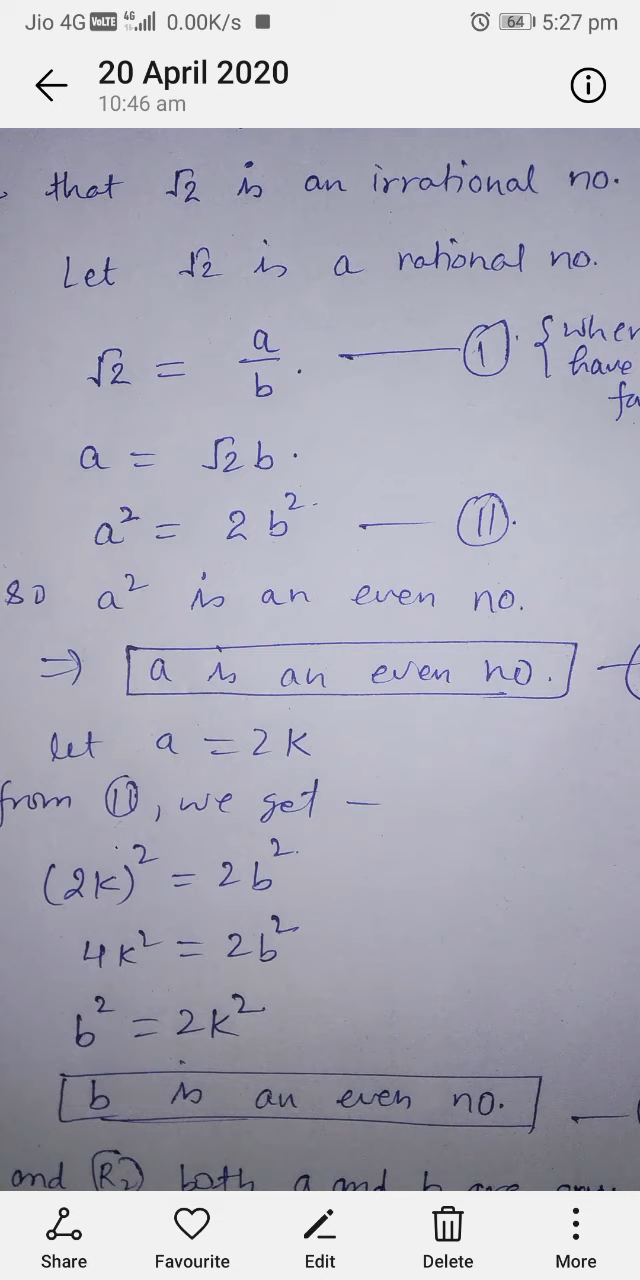 Jio 4G VoLTE 4G 0.00K/s 64 5:27 pm
20 April 2020
10:46 am
that √2 is an irrational no.
Let √2 is a rational no.
√2 = a/b. — (I). {wher
have
fa
a = √2 b.
a² = 2b² — (II).
so a² is an even no.
⇒ a is an even no. —(
let a = 2K
from (II), we get —
(2K)² = 2b²
4K² = 2b²
b² = 2K²
b is an even no. —(
and (R₂) both a and b are
Share Favourite Edit Delete More